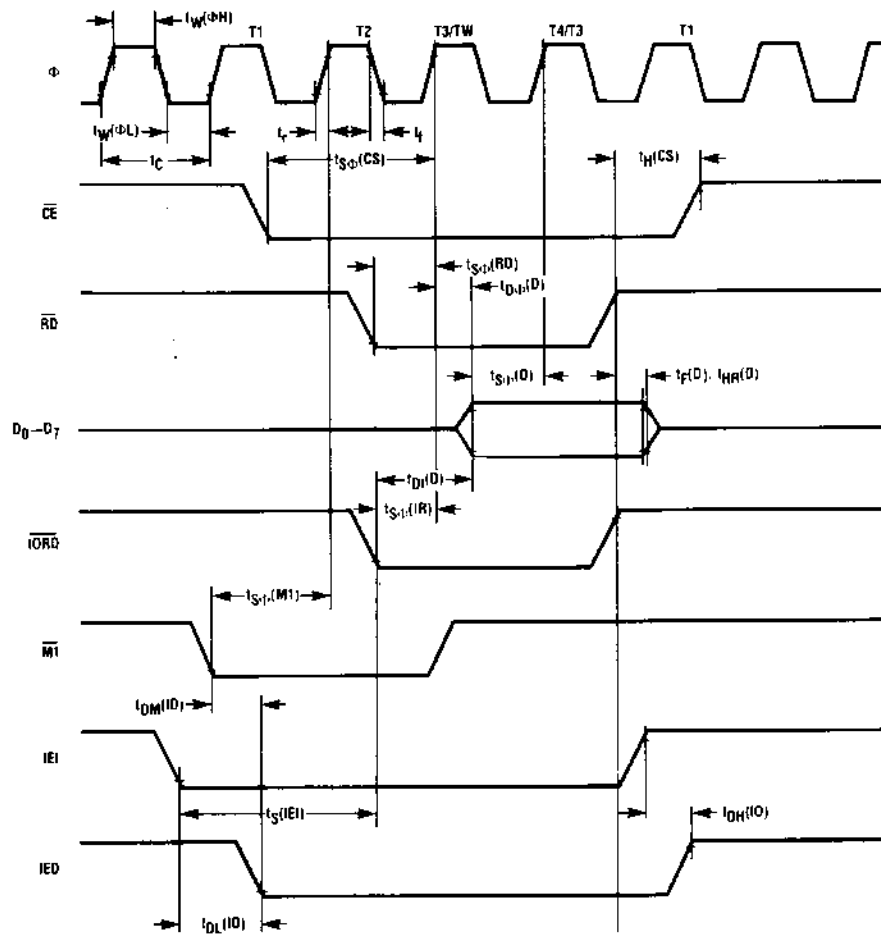 tW(ΦH)
T1
T2
T3/TW
T4/T3
T1
Φ
tW(ΦL)
tr
tf
tC
tSΦ(CS)
tH(CS)
CE
tSΦ(RD)
tDΦ(D)
RD
tSΦ(D)
tF(D), tHR(D)
D0–D7
tDI(D)
tSΦ(IR)
IORD
tSΦ(M1)
M1
tDM(IO)
IEI
tS(IEI)
tDH(IO)
IEO
tDL(IO)